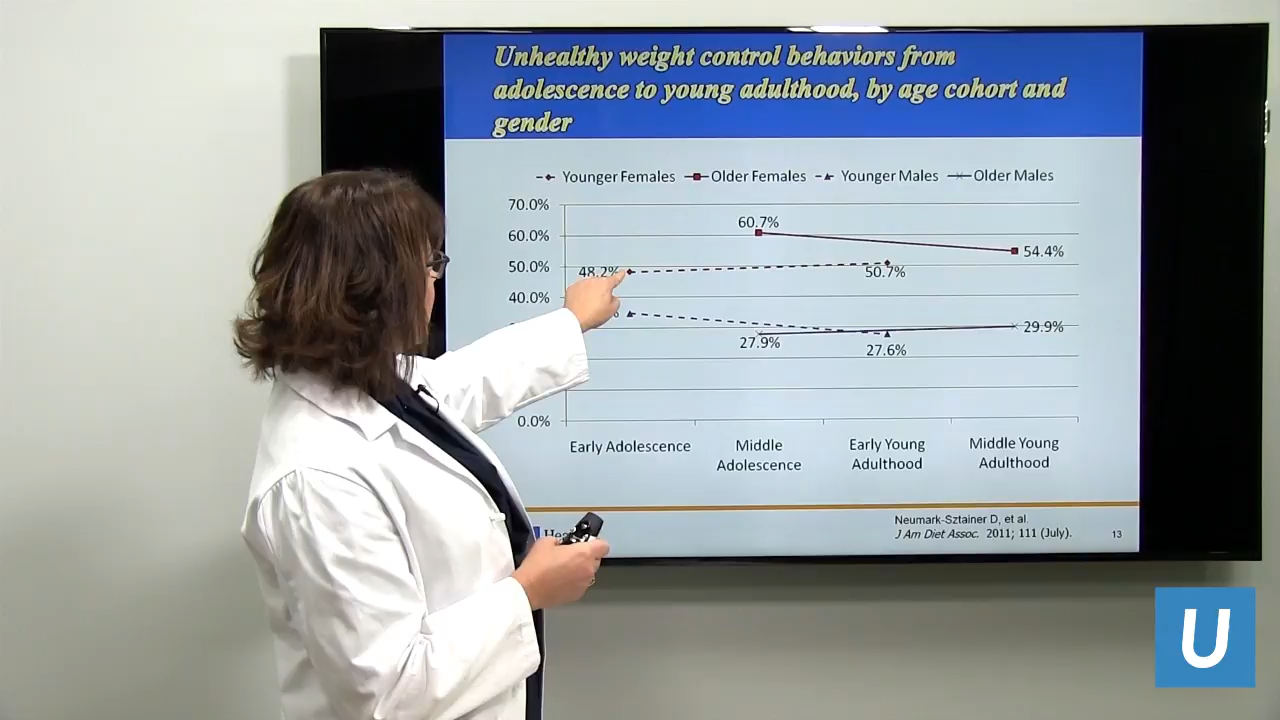 Unhealthy weight control behaviors from
adolescence to young adulthood, by age cohort and
gender
Younger Females Older Females Younger Males Older Males
70.0%
60.7%
60.0%
54.4%
50.0%
48.2%
50.7%
40.0%
%
27.9%
27.6%
29.9%
0.0%
Early Adolescence
Middle
Adolescence
Early Young
Adulthood
Middle Young
Adulthood
Neumark-Sztainer D, et al.
J Am Diet Assoc. 2011; 111 (July).
13
U